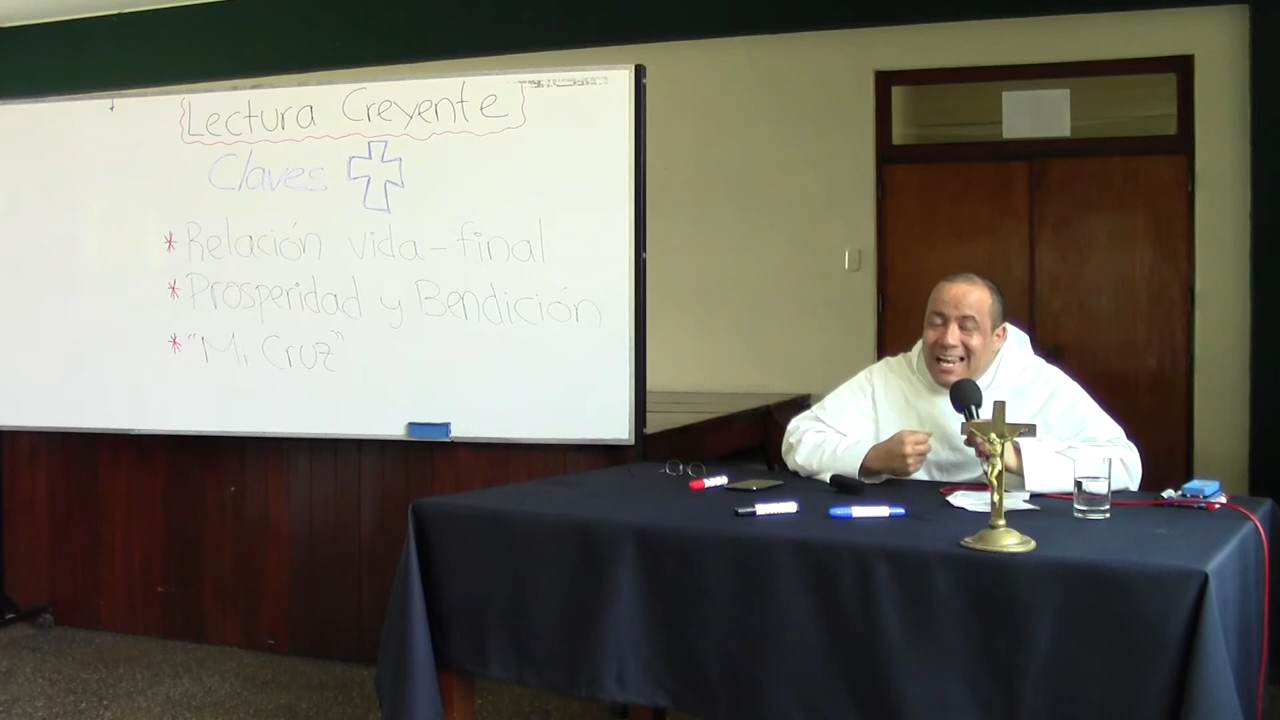 Lectura Creyente
Claves
* Relación vida - final
* Prosperidad y Bendición
* "Mi Cruz"